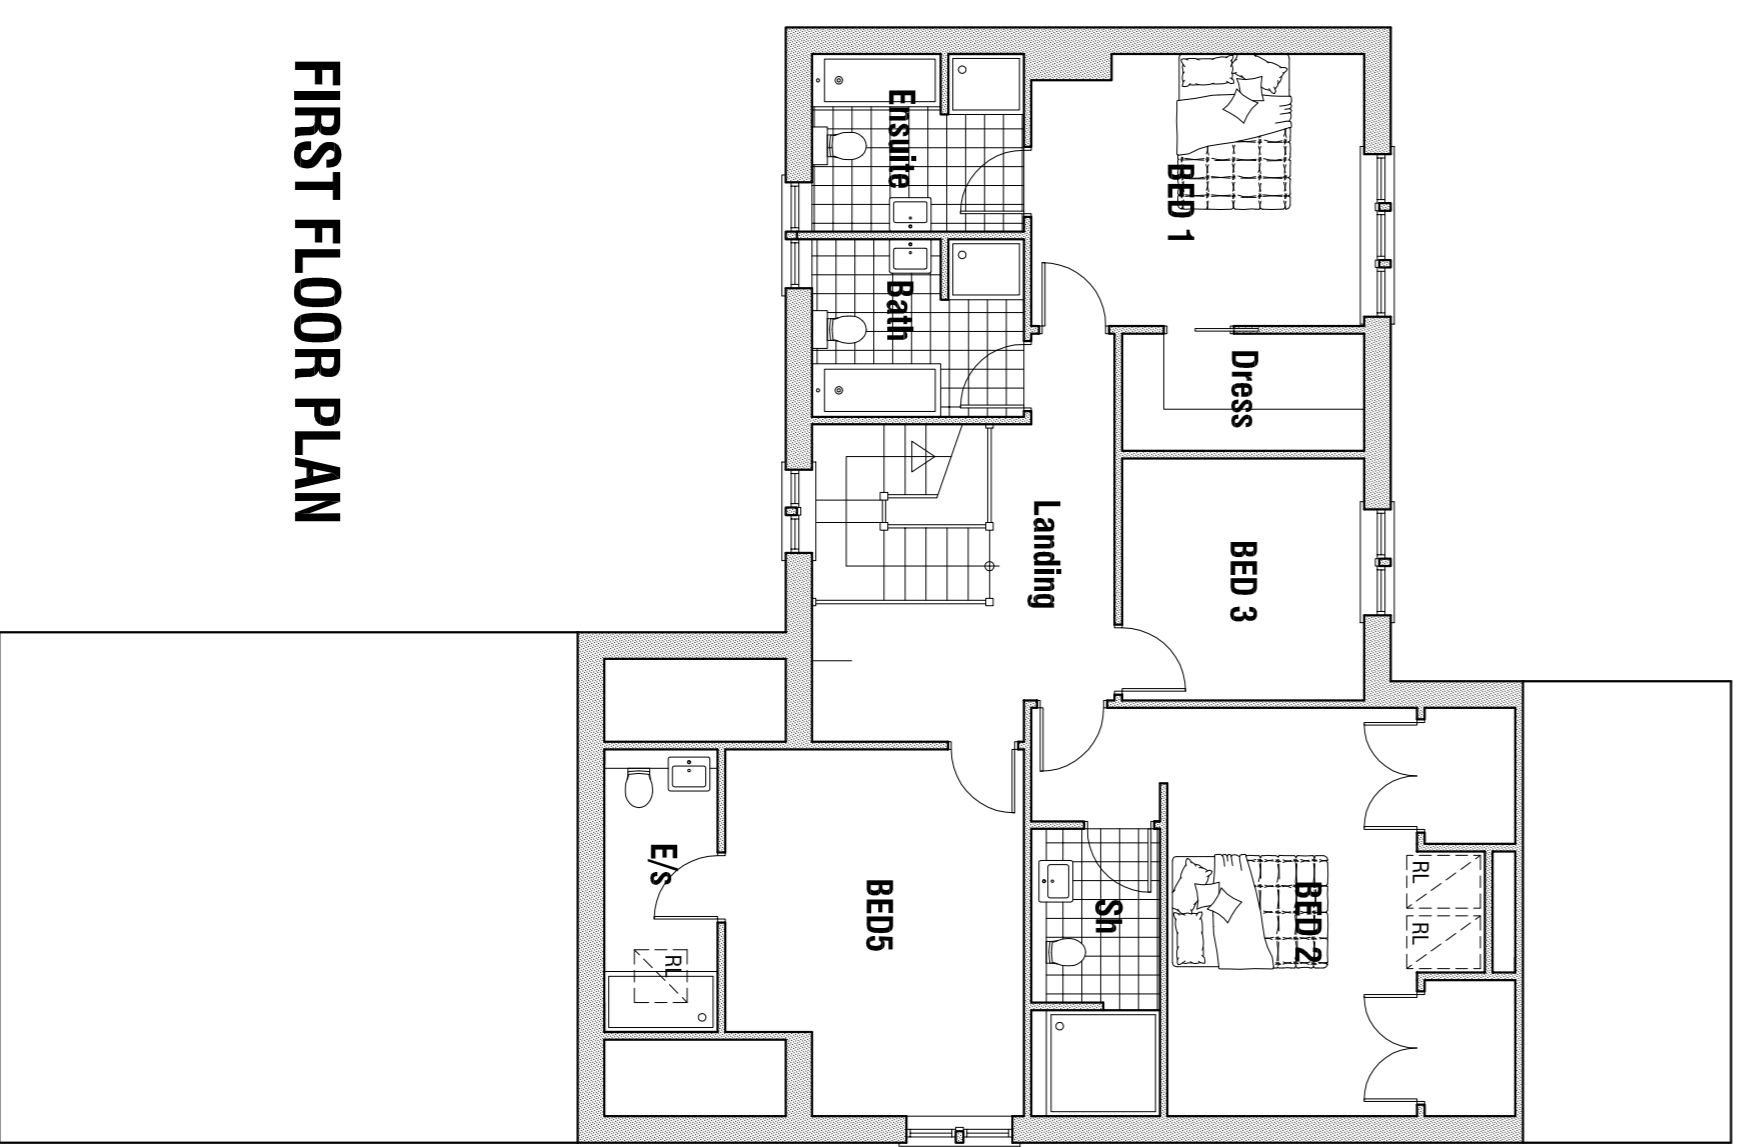 FIRST FLOOR PLAN
Ensuite
BED 1
Bath
Dress
Landing
BED 3
E/s
RL
BED5
Sh
BED 2
RL
RL